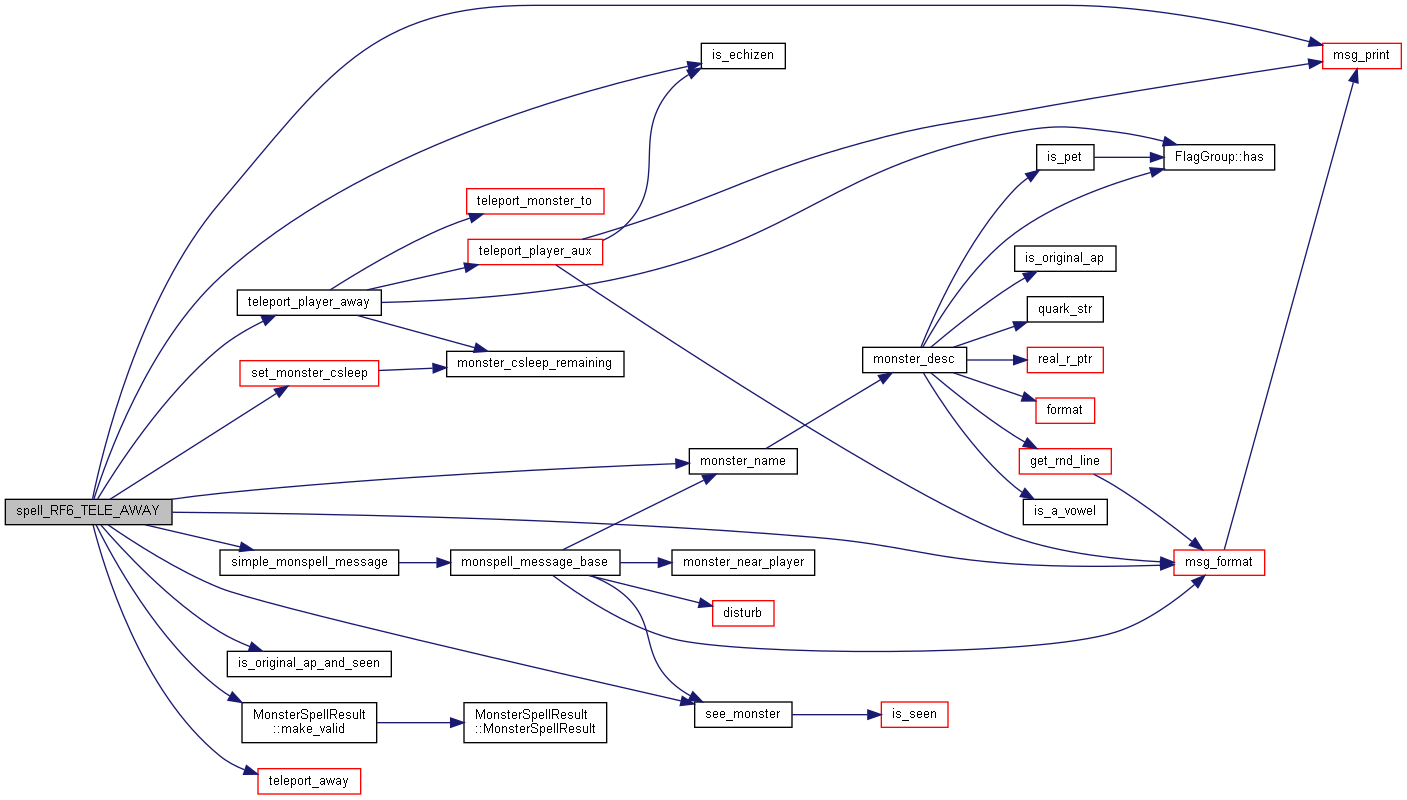 is_echizen
msg_print
is_pet
FlagGroup::has
teleport_monster_to
teleport_player_aux
is_original_ap
teleport_player_away
quark_str
monster_csleep_remaining
monster_desc
real_r_ptr
set_monster_csleep
format
monster_name
get_rnd_line
spell_RF6_TELE_AWAY
is_a_vowel
simple_monspell_message
monspell_message_base
monster_near_player
msg_format
disturb
is_original_ap_and_seen
MonsterSpellResult
::make_valid
MonsterSpellResult
::MonsterSpellResult
see_monster
is_seen
teleport_away